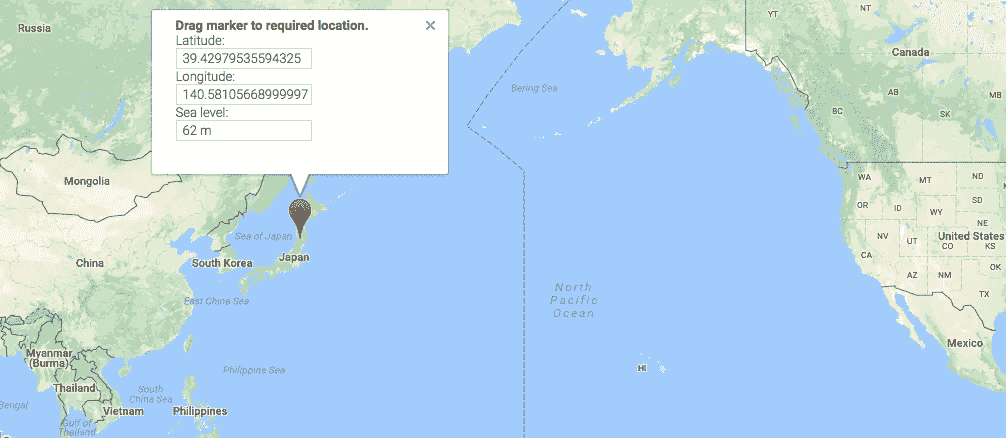 Drag marker to required location.
×
Latitude:
39.42979535594325
Longitude:
140.58105668999997
Sea level:
62 m
Russia
YT
NT
Canada
Bering Sea
AB
MB
BC
SK
Mongolia
WA
MT
ND
OR
ID
SD
WY
NE
Sea of Japan
NV
UT
United States
CO
KS
China
South Korea
Japan
CA
AZ
NM
OK
East China Sea
North
Pacific
Ocean
TX
Myanmar
(Burma)
Mexico
HI
Philippine Sea
Thailand
South
China Sea
Bengal
Vietnam
Philippines
Gulf of
Thailand